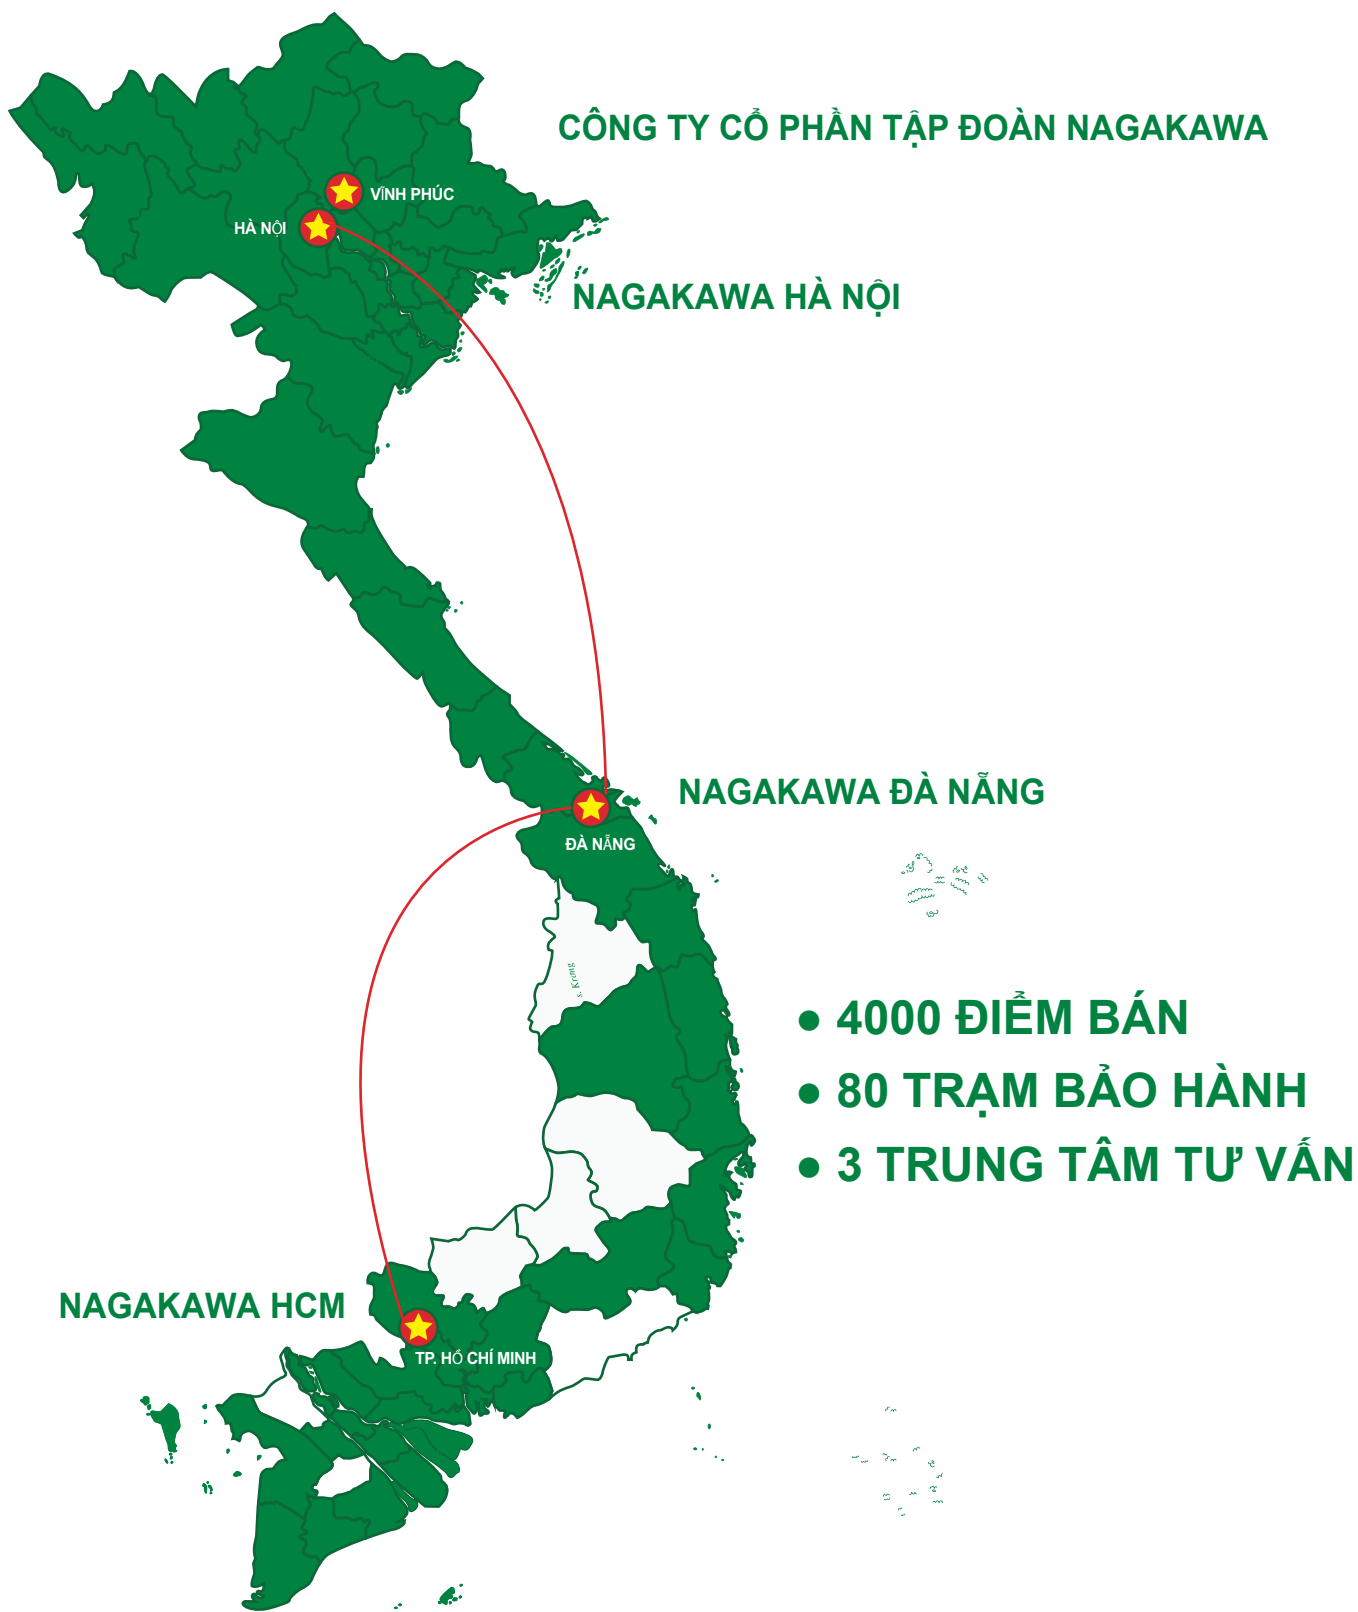 CÔNG TY CỔ PHẦN TẬP ĐOÀN NAGAKAWA
VĨNH PHÚC
HÀ NỘI
NAGAKAWA HÀ NỘI
NAGAKAWA ĐÀ NẴNG
ĐÀ NẴNG
s. Krong
● 4000 ĐIỂM BÁN
● 80 TRẠM BẢO HÀNH
● 3 TRUNG TÂM TƯ VẤN
NAGAKAWA HCM
TP. HỒ CHÍ MINH